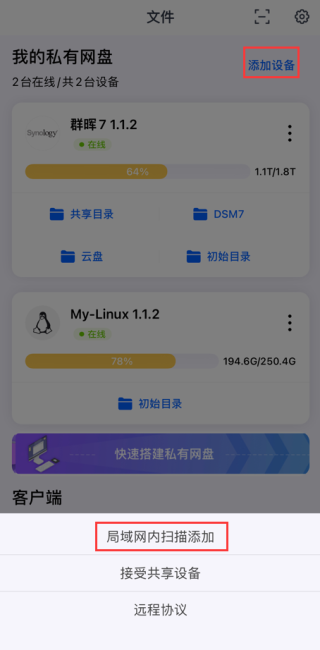 文件
我的私有网盘
添加设备
2台在线/共2台设备
Synology
群晖7 1.1.2
在线
64%
1.1T/1.8T
共享目录
DSM7
云盘
初始目录
My-Linux 1.1.2
在线
78%
194.6G/250.4G
初始目录
快速搭建私有网盘
客户端
局域网内扫描添加
接受共享设备
远程协议